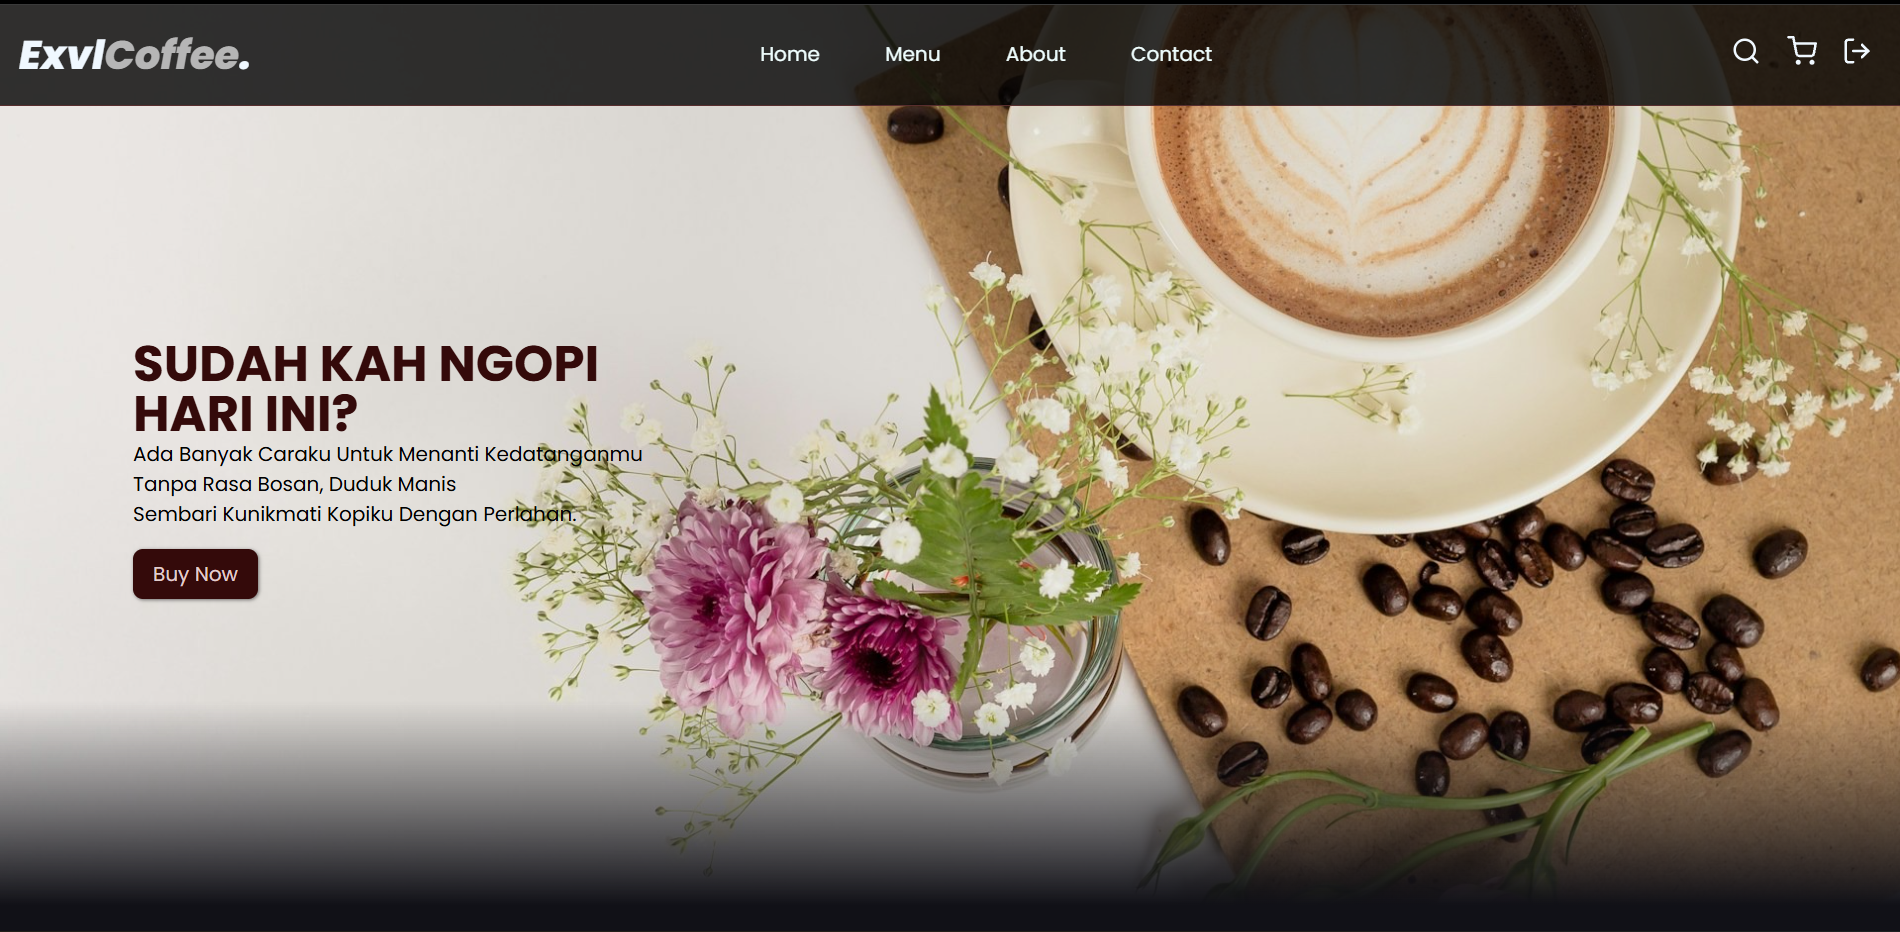 ExvlCoffee.
Home Menu About Contact
SUDAH KAH NGOPI
HARI INI?
Ada Banyak Caraku Untuk Menanti Kedatanganmu
Tanpa Rasa Bosan, Duduk Manis
Sembari Kunikmati Kopiku Dengan Perlahan.
Buy Now